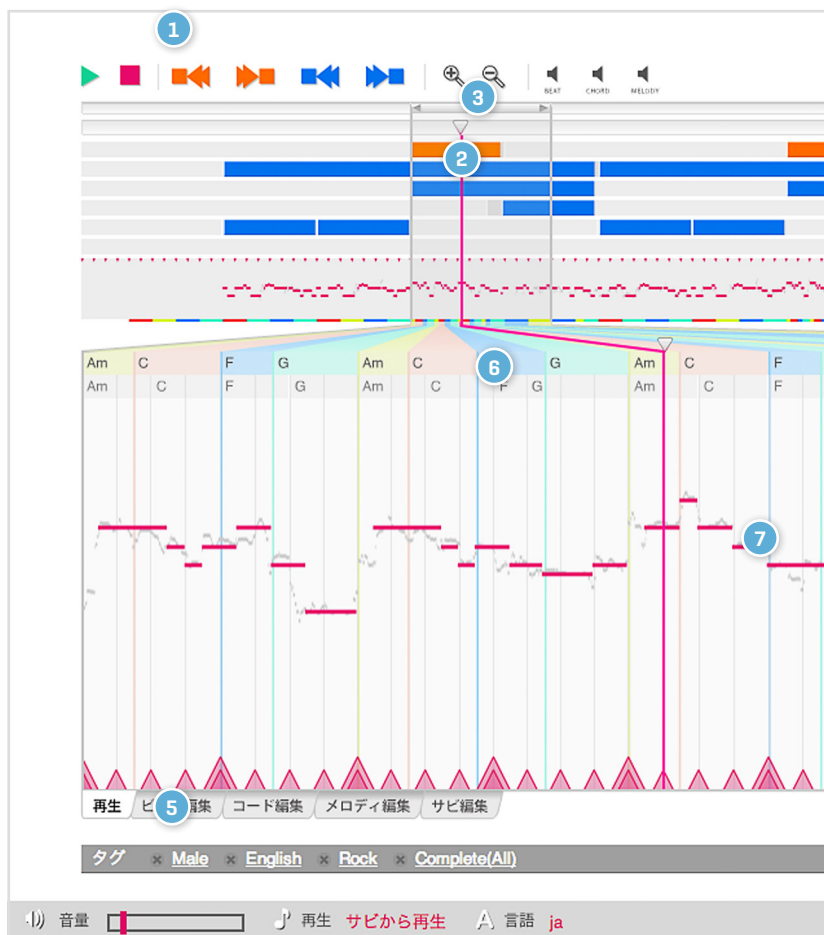 1
BEAT CHORD MELODY
3
2
Am C F G Am C 6 G Am C F
Am C F G Am C F G Am C F
7
再生 ビ 5 編集 コード編集 メロディ編集 サビ編集
タグ × Male × English × Rock × Complete(All)
音量 再生 サビから再生 A 言語 ja